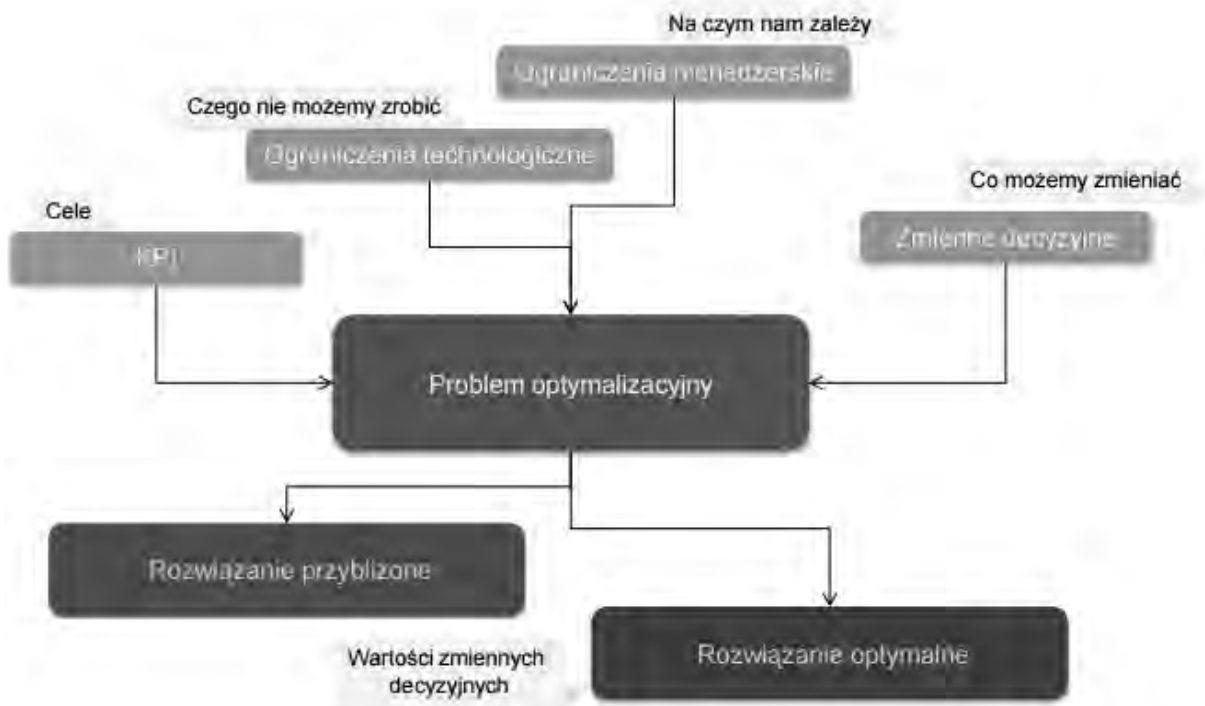 Na czym nam zależy
Ograniczenia menadżerskie
Czego nie możemy zrobić
Ograniczenia technologiczne
Co możemy zmieniać
Cele
Zmienne decyzyjne
KPI
Problem optymalizacyjny
Rozwiązanie przybliżone
Rozwiązanie optymalne
Wartości zmiennych
decyzyjnych